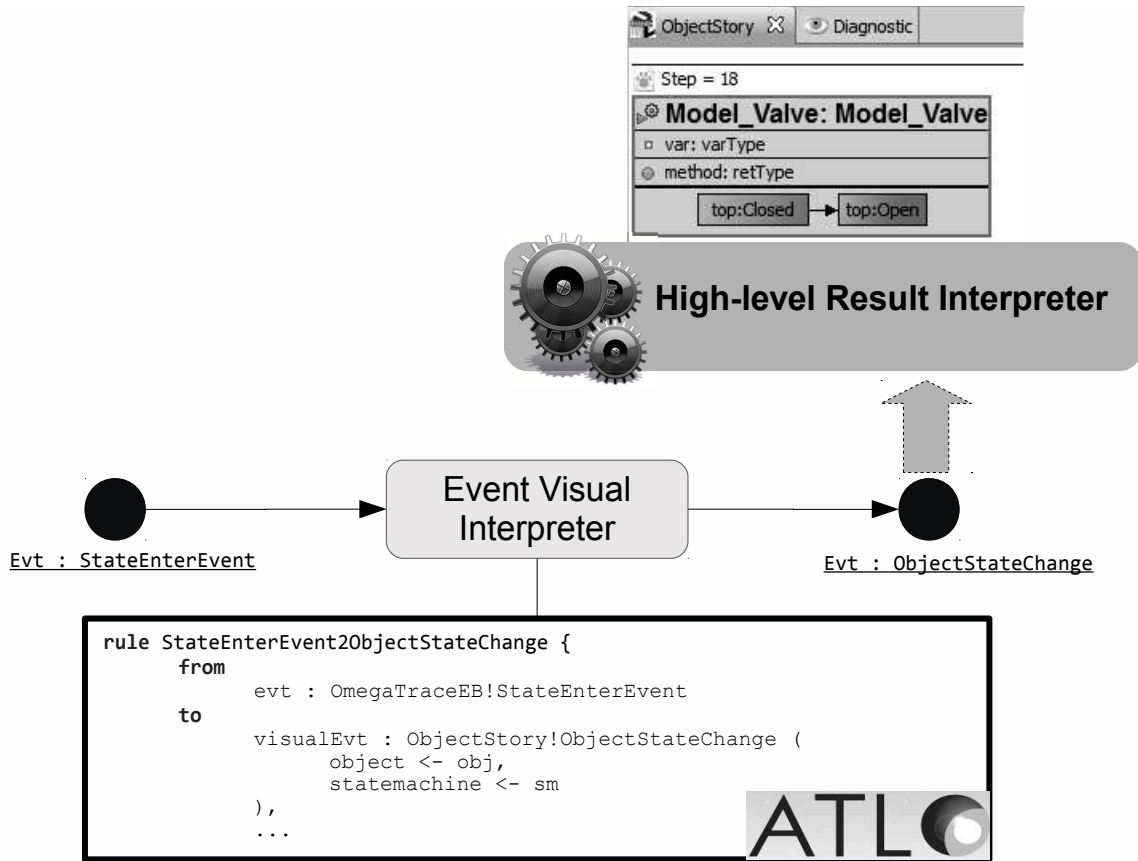 ObjectStory Diagnostic
Step = 18
Model_Valve: Model_Valve
var: varType
method: retType
top:Closed top:Open
High-level Result Interpreter
Event Visual
Interpreter
Evt : StateEnterEvent
Evt : ObjectStateChange
rule StateEnterEvent2ObjectStateChange {
from
evt : OmegaTraceEB!StateEnterEvent
to
visualEvt : ObjectStory!ObjectStateChange (
object <- obj,
statemachine <- sm
),
...
ATL